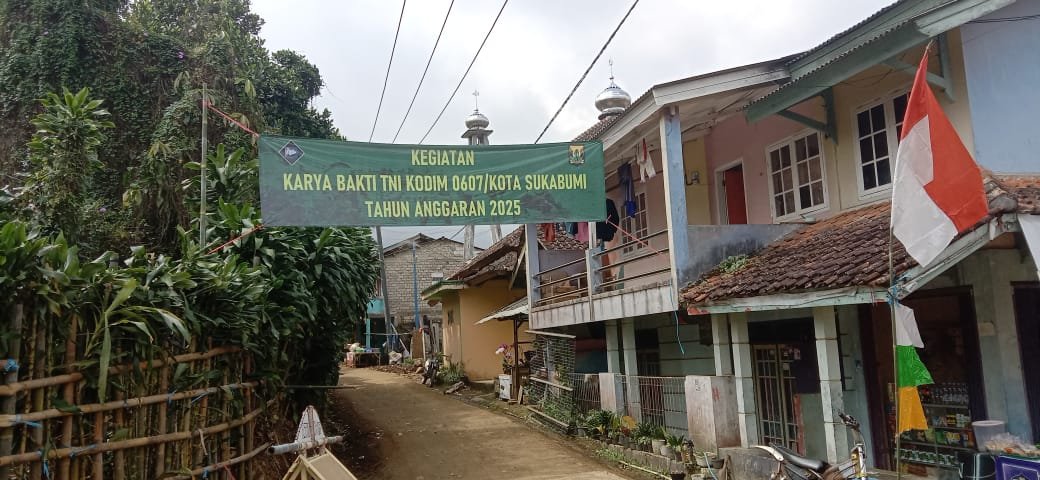 KEGIATAN
KARYA BAKTI TNI KODIM 0607/KOTA SUKABUMI
TAHUN ANGGARAN 2025